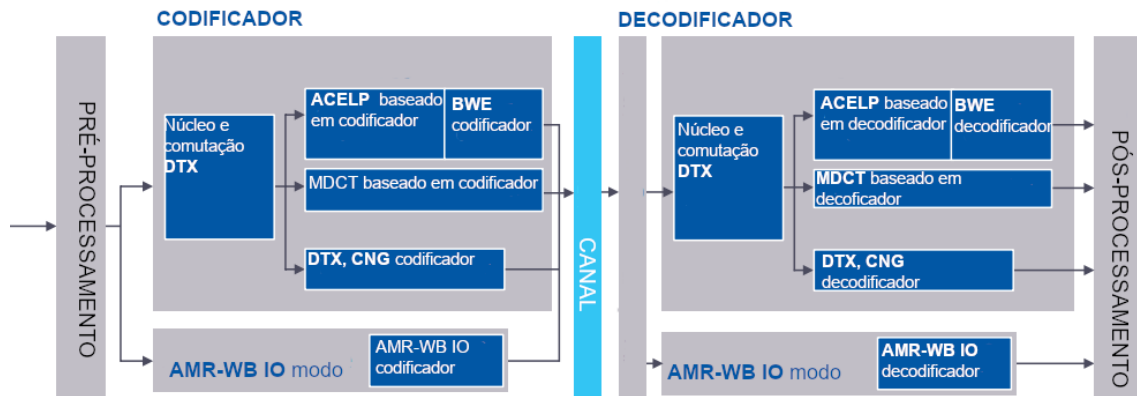 CODIFICADOR
DECODIFICADOR
PRÉ-PROCESSAMENTO
Núcleo e
comutação
DTX
ACELP baseado
em codificador
BWE
codificador
MDCT baseado em codificador
DTX, CNG codificador
AMR-WB IO modo
AMR-WB IO
codificador
CANAL
Núcleo e
comutação
DTX
ACELP baseado
em decodificador
BWE
decodificador
MDCT baseado em
decoficador
DTX, CNG
decodificador
AMR-WB IO modo
AMR-WB IO
decodificador
PÓS-PROCESSAMENTO